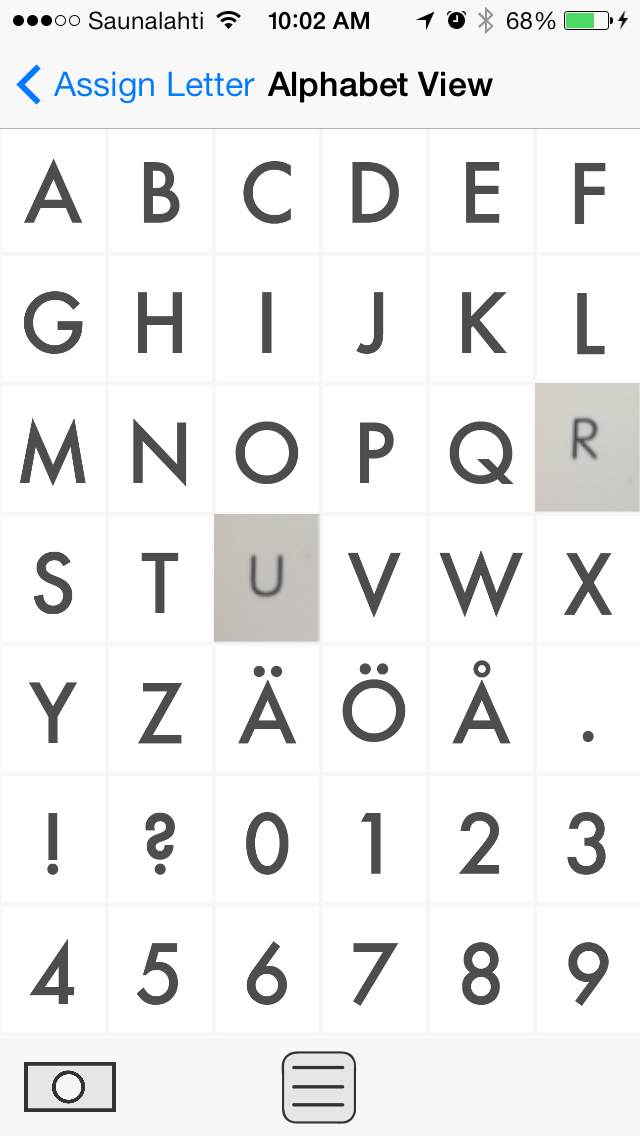 Saunalahti 10:02 AM 68%
Assign Letter Alphabet View
A B C D E F
G H I J K L
M N O P Q R
S T U V W X
Y Z Ä Ö Å .
! ? 0 1 2 3
4 5 6 7 8 9